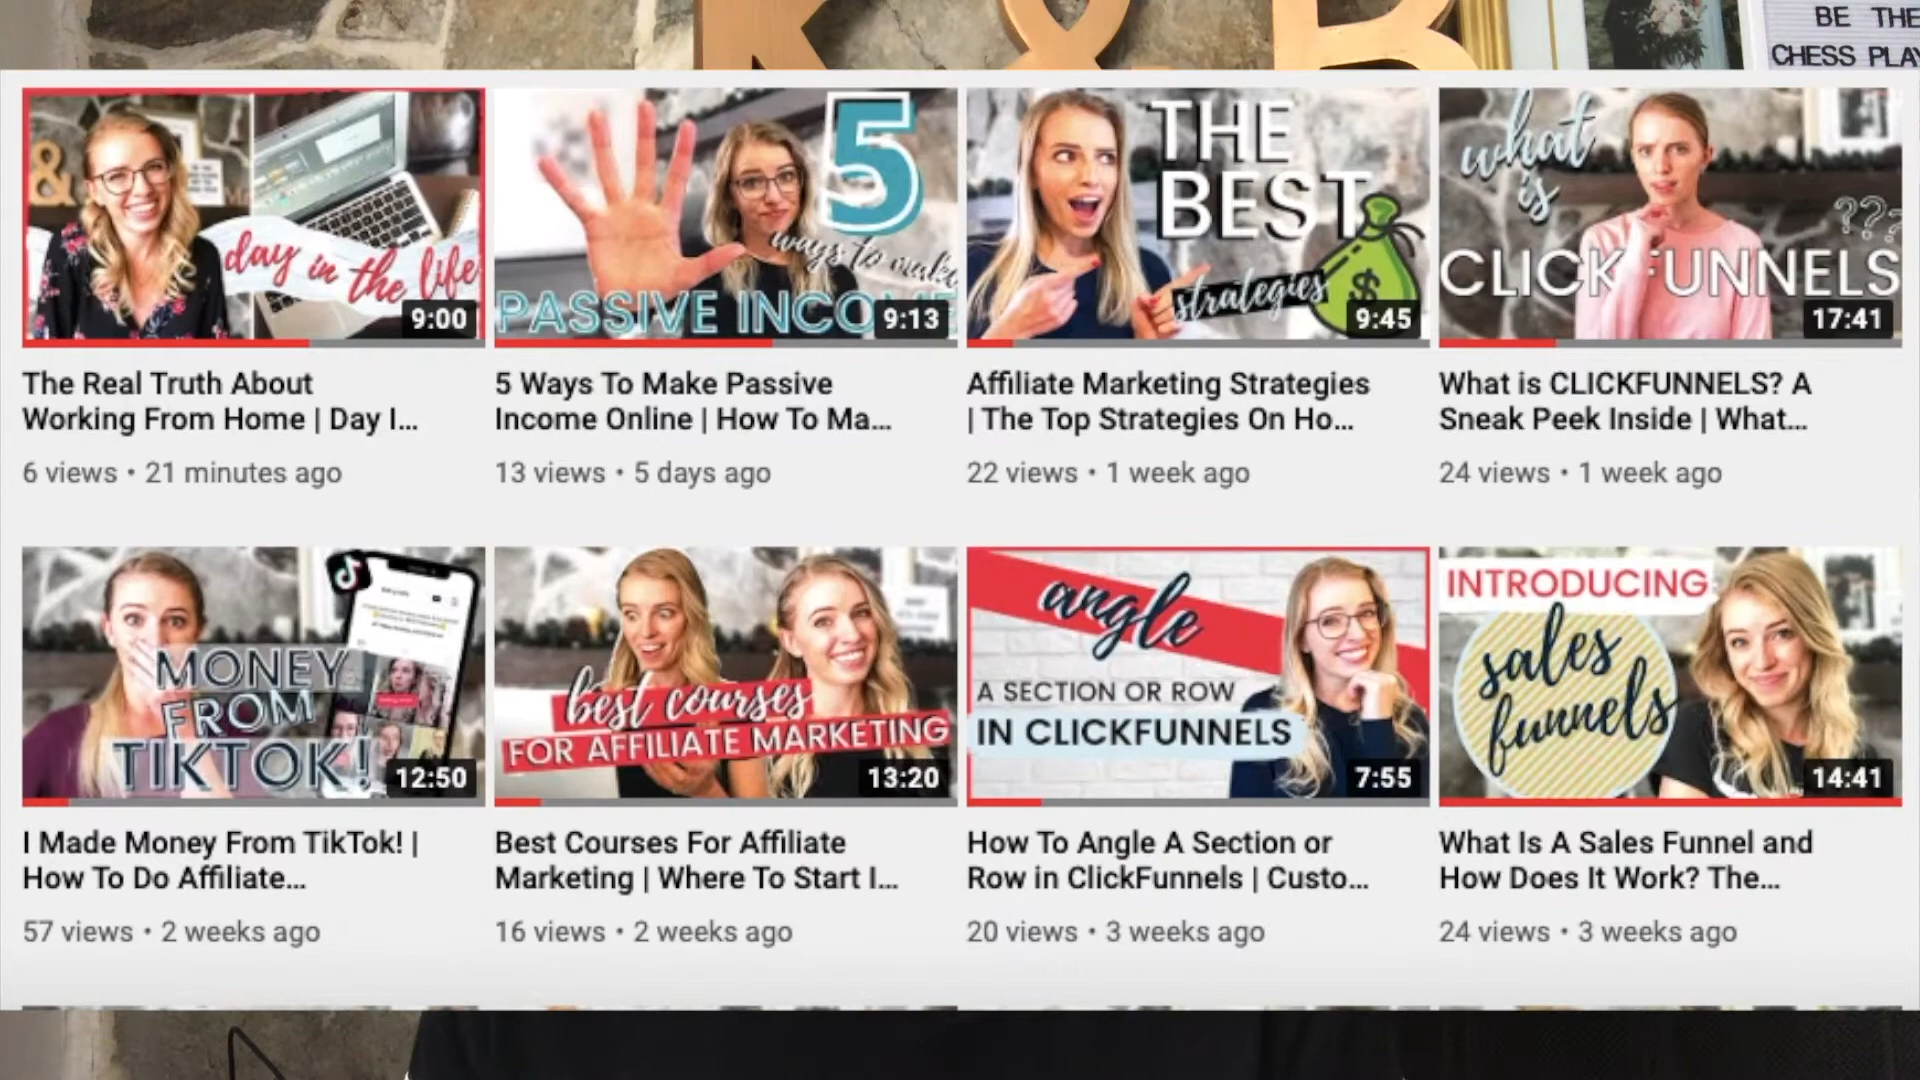 K & B
BE THE
CHESS PLAY
&
day in the life
9:00
5
ways to make
PASSIVE INCOME
9:13
THE
BEST
strategies
$
9:45
what
is
???
CLICKFUNNELS
17:41
The Real Truth About
Working From Home | Day I...
6 views • 21 minutes ago
5 Ways To Make Passive
Income Online | How To Ma...
13 views • 5 days ago
Affiliate Marketing Strategies
| The Top Strategies On Ho...
22 views • 1 week ago
What is CLICKFUNNELS? A
Sneak Peek Inside | What...
24 views • 1 week ago
MONEY
FROM
TIKTOK!
12:50
best courses
FOR AFFILIATE MARKETING
13:20
angle
A SECTION OR ROW
IN CLICKFUNNELS
7:55
INTRODUCING
sales
funnels
14:41
I Made Money From TikTok! |
How To Do Affiliate...
57 views • 2 weeks ago
Best Courses For Affiliate
Marketing | Where To Start I...
16 views • 2 weeks ago
How To Angle A Section or
Row in ClickFunnels | Custo...
20 views • 3 weeks ago
What Is A Sales Funnel and
How Does It Work? The...
24 views • 3 weeks ago